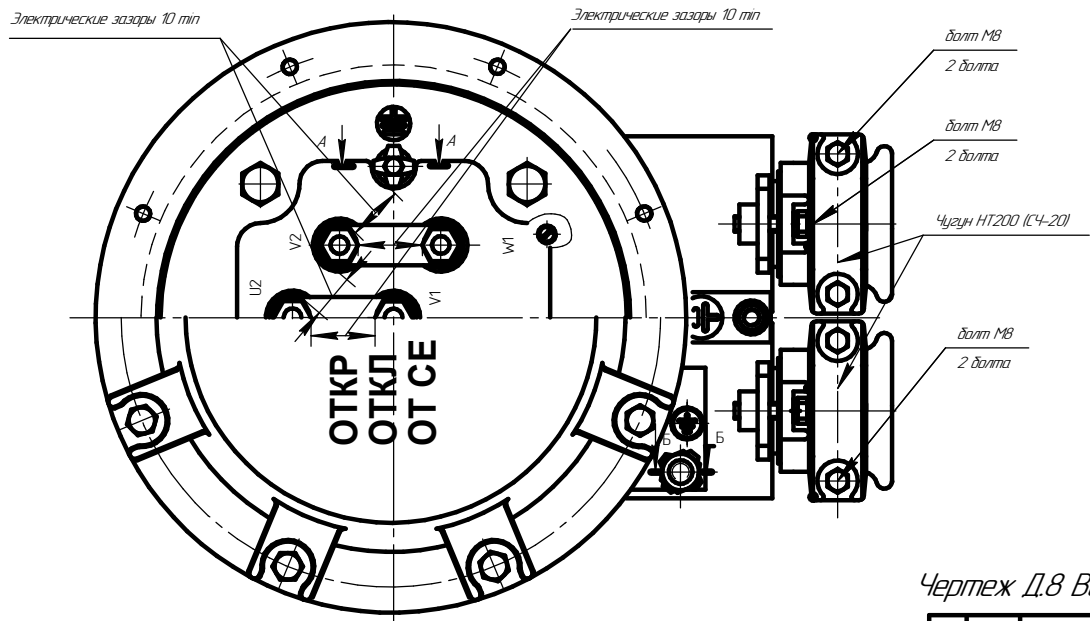 Электрические зазоры 10 min
Электрические зазоры 10 min
болт М8
2 болта
болт М8
2 болта
Чугун НТ200 (СЧ-20)
болт М8
2 болта
А
А
V2
W1
U2
V1
ОТКР
ОТКЛ
ОТ СЕ
Б
Б
Чертеж Д.8